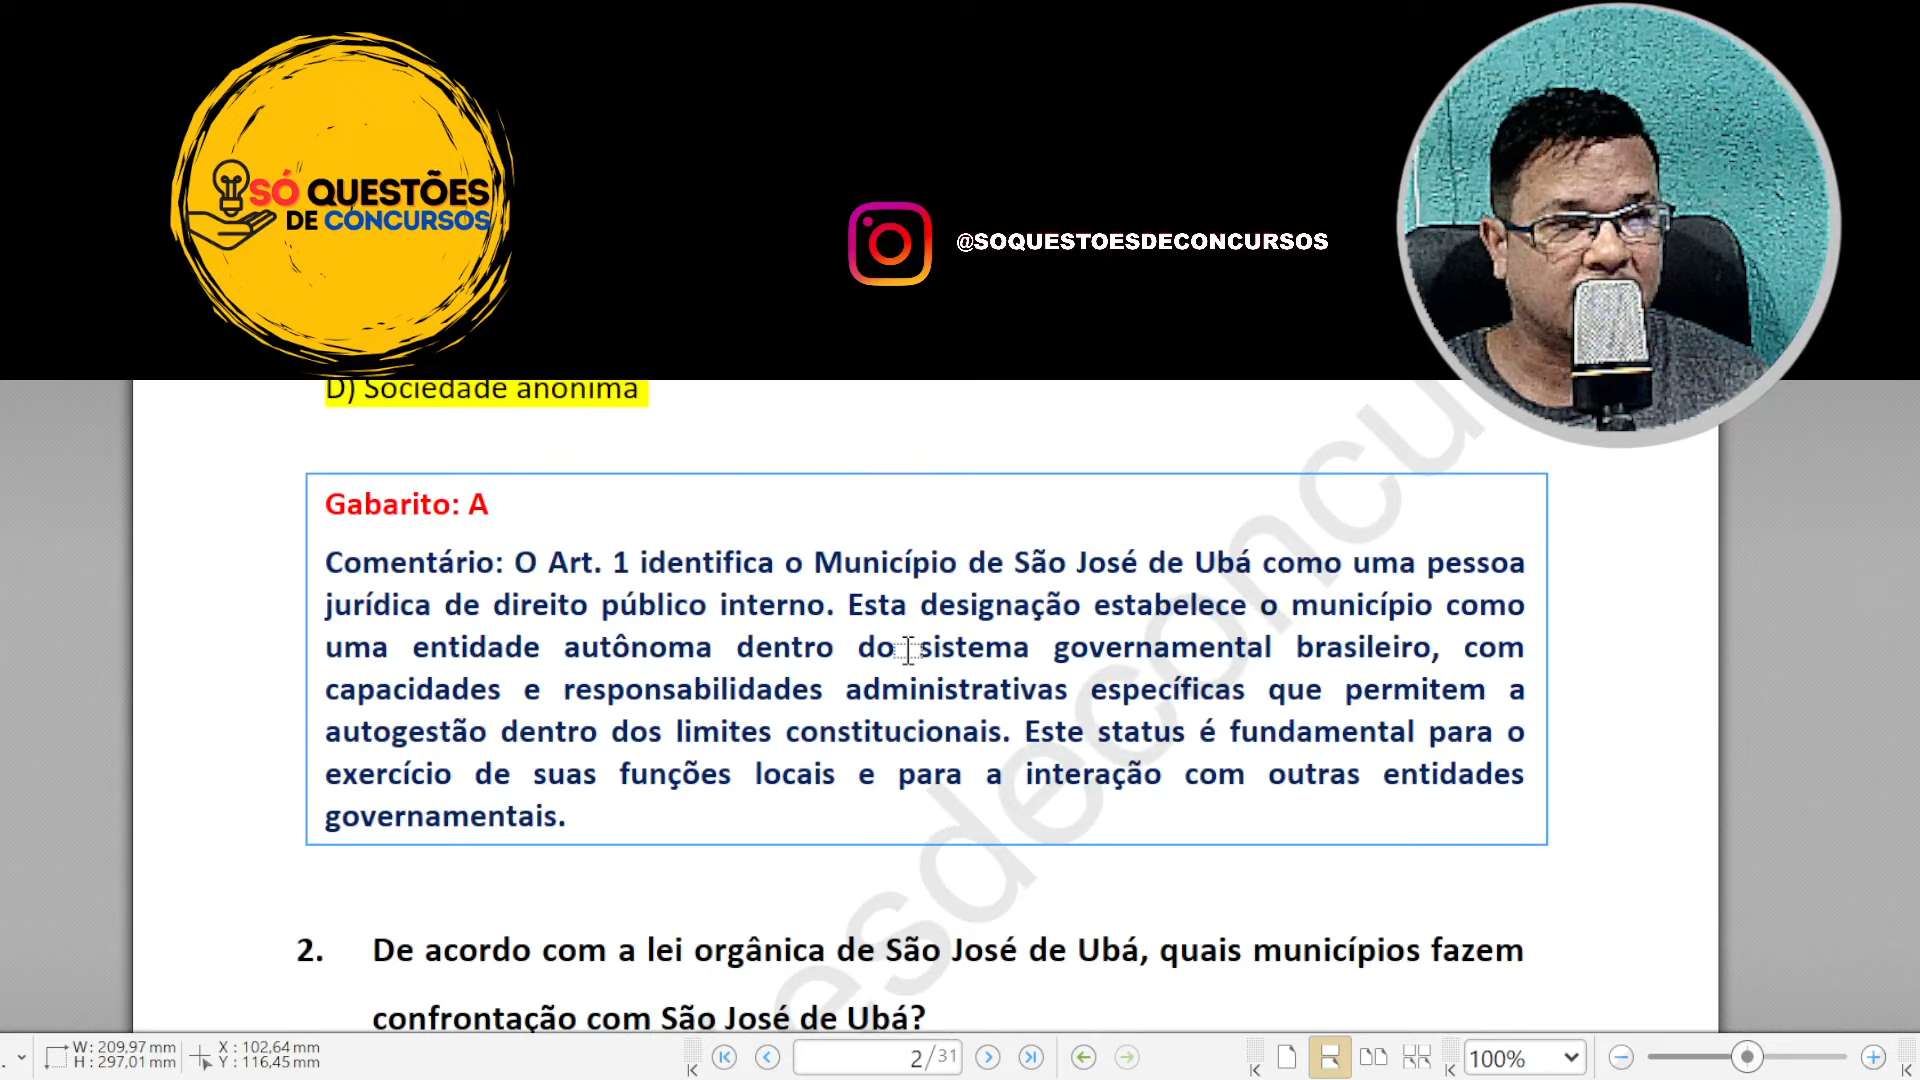 SÓ QUESTÕES
DE CONCURSOS
@SOQUESTOESDECONCURSOS
D) Sociedade anônima
Gabarito: A
Comentário: O Art. 1 identifica o Município de São José de Ubá como uma pessoa
jurídica de direito público interno. Esta designação estabelece o município como
uma entidade autônoma dentro do sistema governamental brasileiro, com
capacidades e responsabilidades administrativas específicas que permitem a
autogestão dentro dos limites constitucionais. Este status é fundamental para o
exercício de suas funções locais e para a interação com outras entidades
governamentais.
2. De acordo com a lei orgânica de São José de Ubá, quais municípios fazem
confrontação com São José de Ubá?
esdeconcu
W: 209,97 mm X : 102,64 mm 2 / 31 100%
H : 297,01 mm Y : 116,45 mm